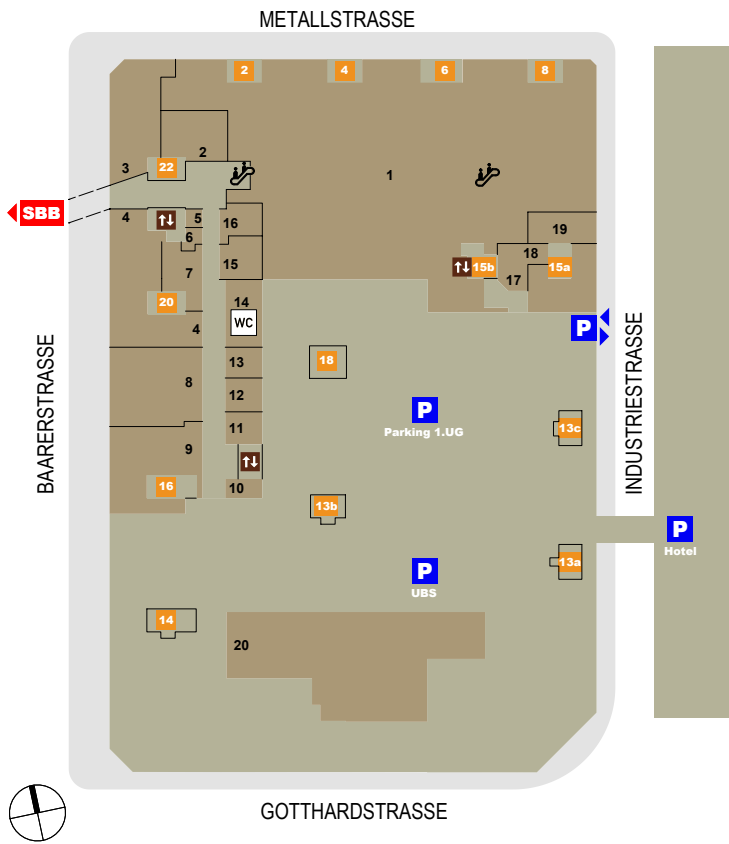 METALLSTRASSE
2
4
6
8
2
3
22
1
SBB
4
5
16
19
6
18
15
15b
15a
7
17
20
14
WC
4
P
13
18
8
12
P
Parking 1.UG
11
13c
9
16
10
13b
P
Hotel
13a
P
UBS
14
20
BAARERSTRASSE
INDUSTRIESTRASSE
GOTTHARDSTRASSE